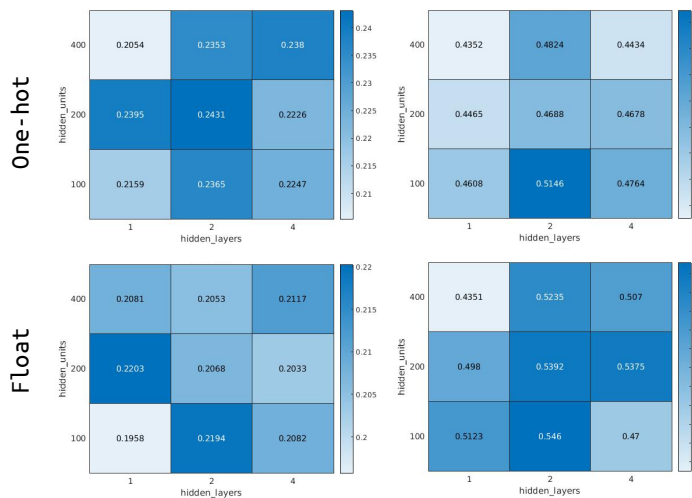 One-hot
hidden_units
400
200
100
0.2054 0.2353 0.238
0.2395 0.2431 0.2226
0.2159 0.2365 0.2247
1 2 4
hidden_layers
0.24
0.235
0.23
0.225
0.22
0.215
0.21
hidden_units
400
200
100
0.4352 0.4824 0.4434
0.4465 0.4688 0.4678
0.4608 0.5146 0.4764
1 2 4
hidden_layers
Float
hidden_units
400
200
100
0.2081 0.2053 0.2117
0.2203 0.2068 0.2033
0.1958 0.2194 0.2082
1 2 4
hidden_layers
0.22
0.215
0.21
0.205
0.2
hidden_units
400
200
100
0.4351 0.5235 0.507
0.498 0.5392 0.5375
0.5123 0.546 0.47
1 2 4
hidden_layers